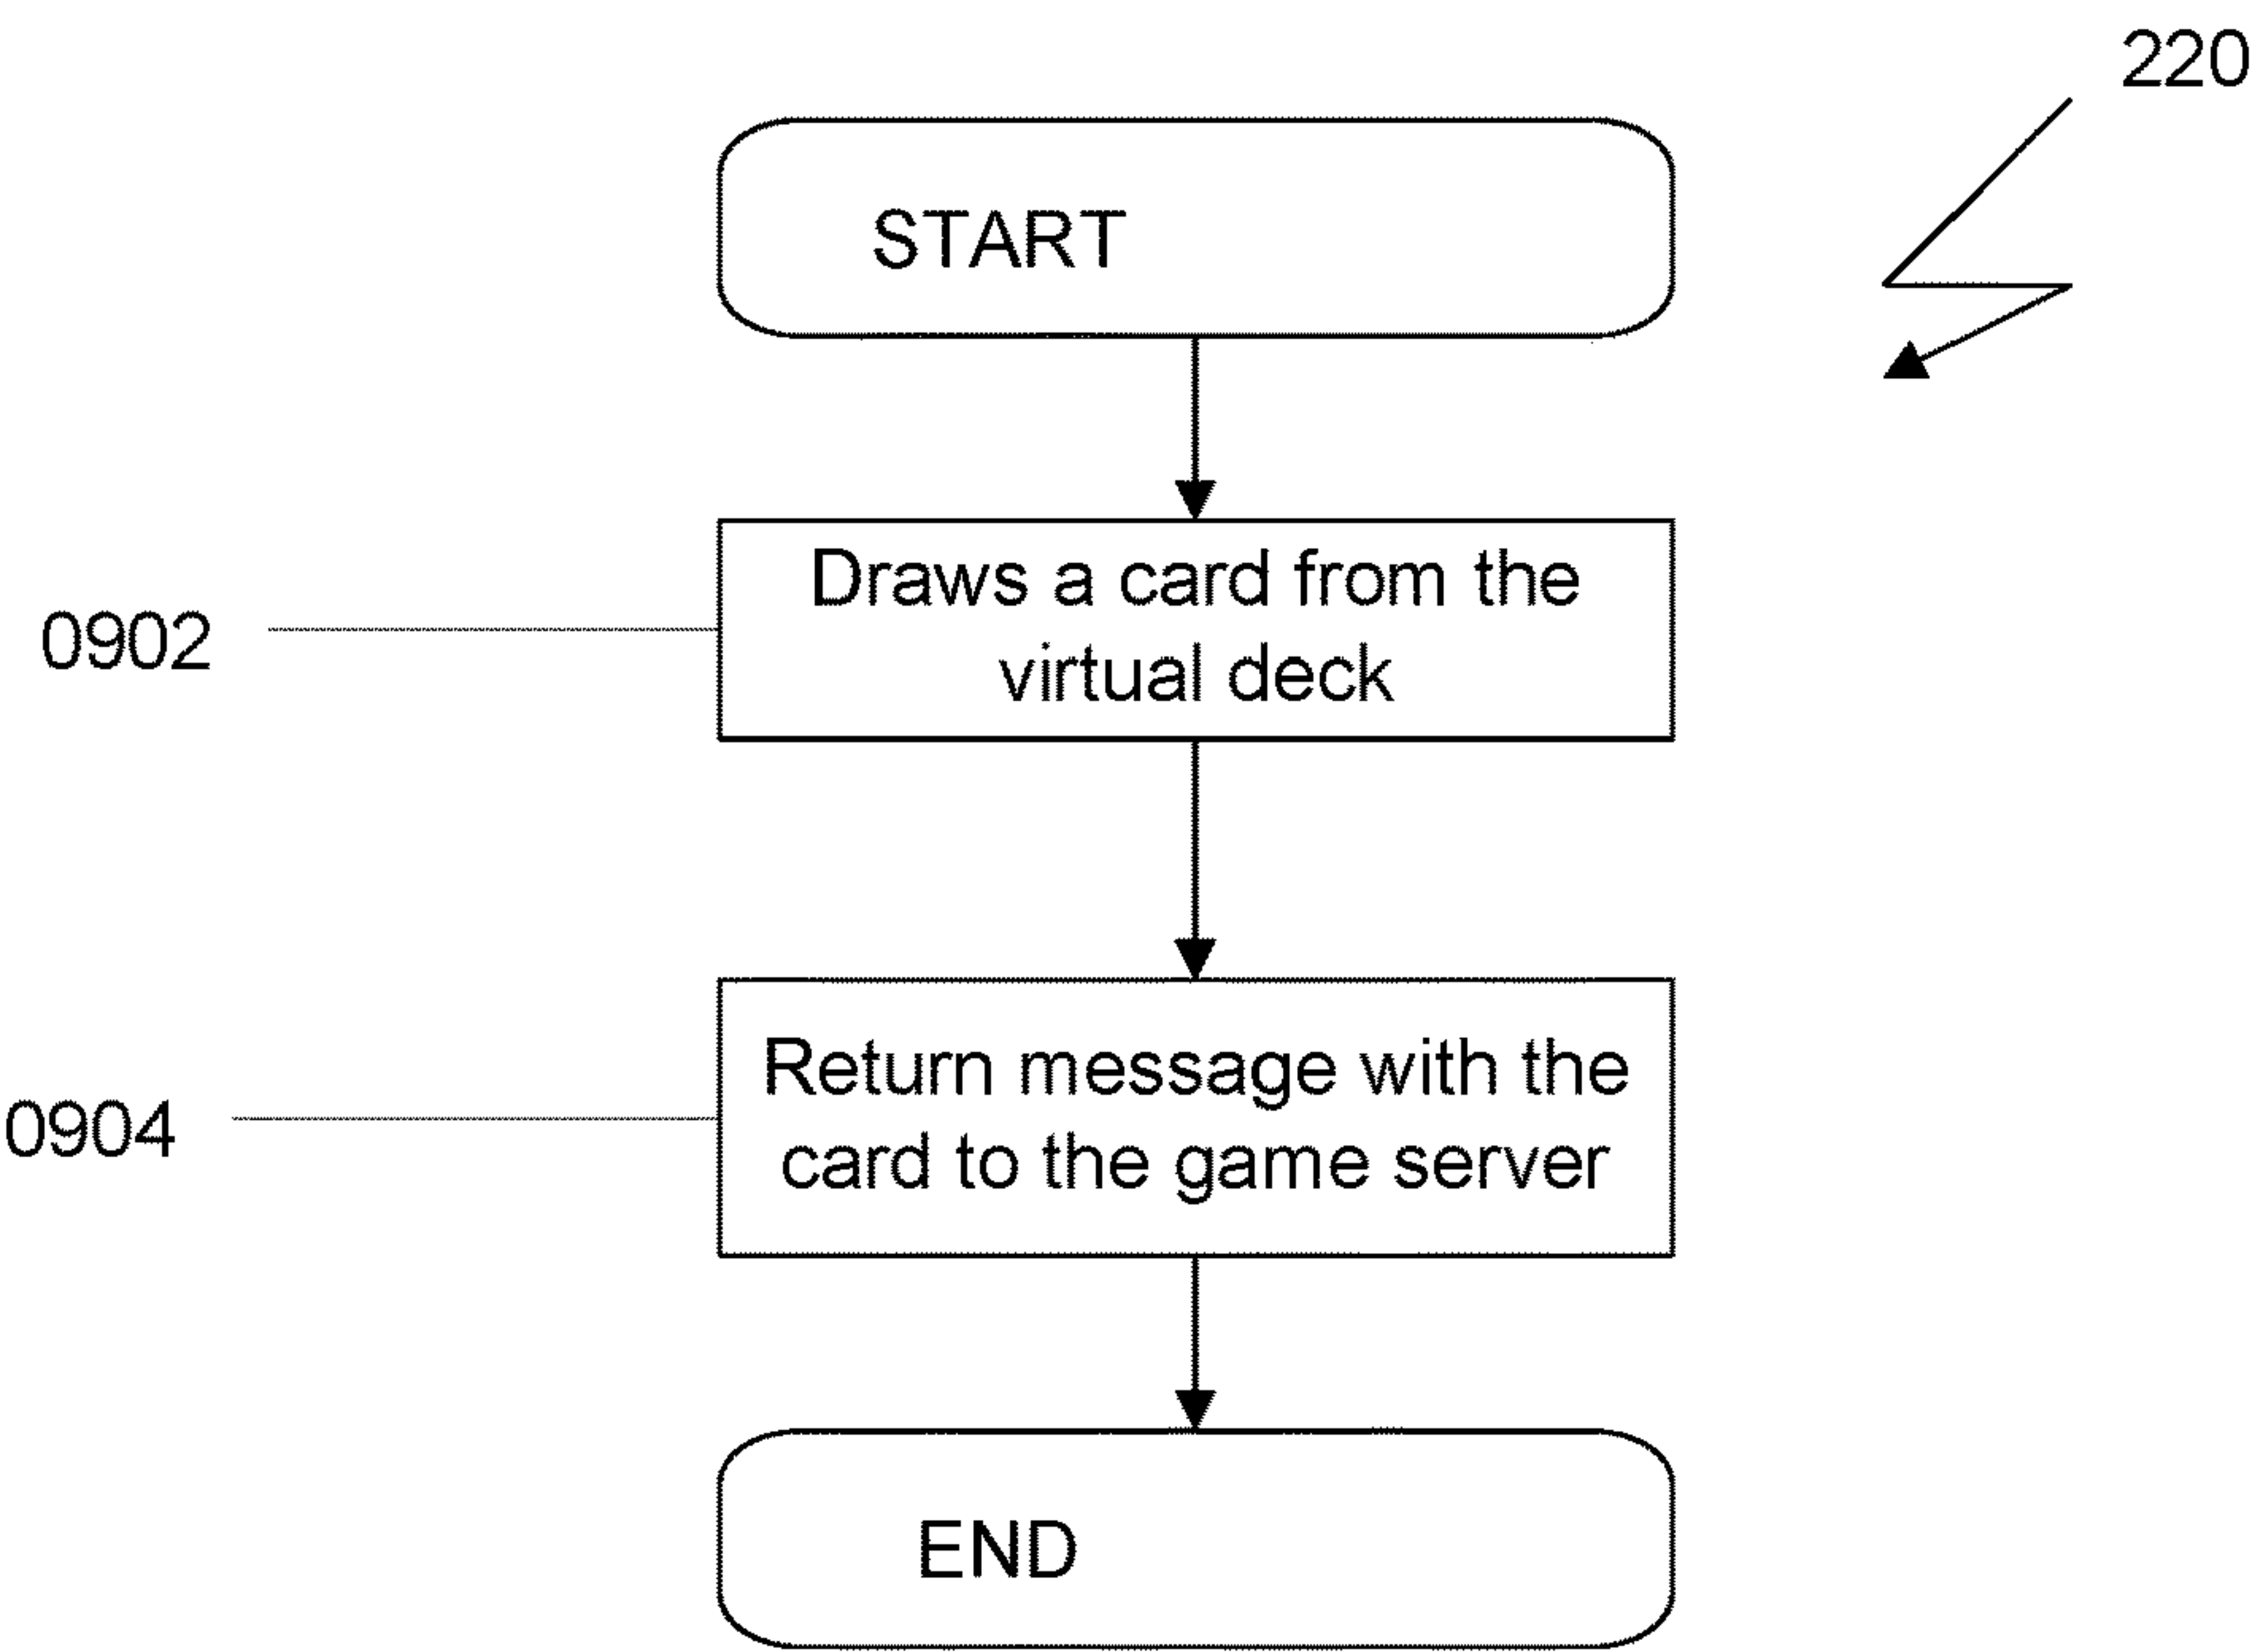 220
START
0902
Draws a card from the
virtual deck
0904
Return message with the
card to the game server
END